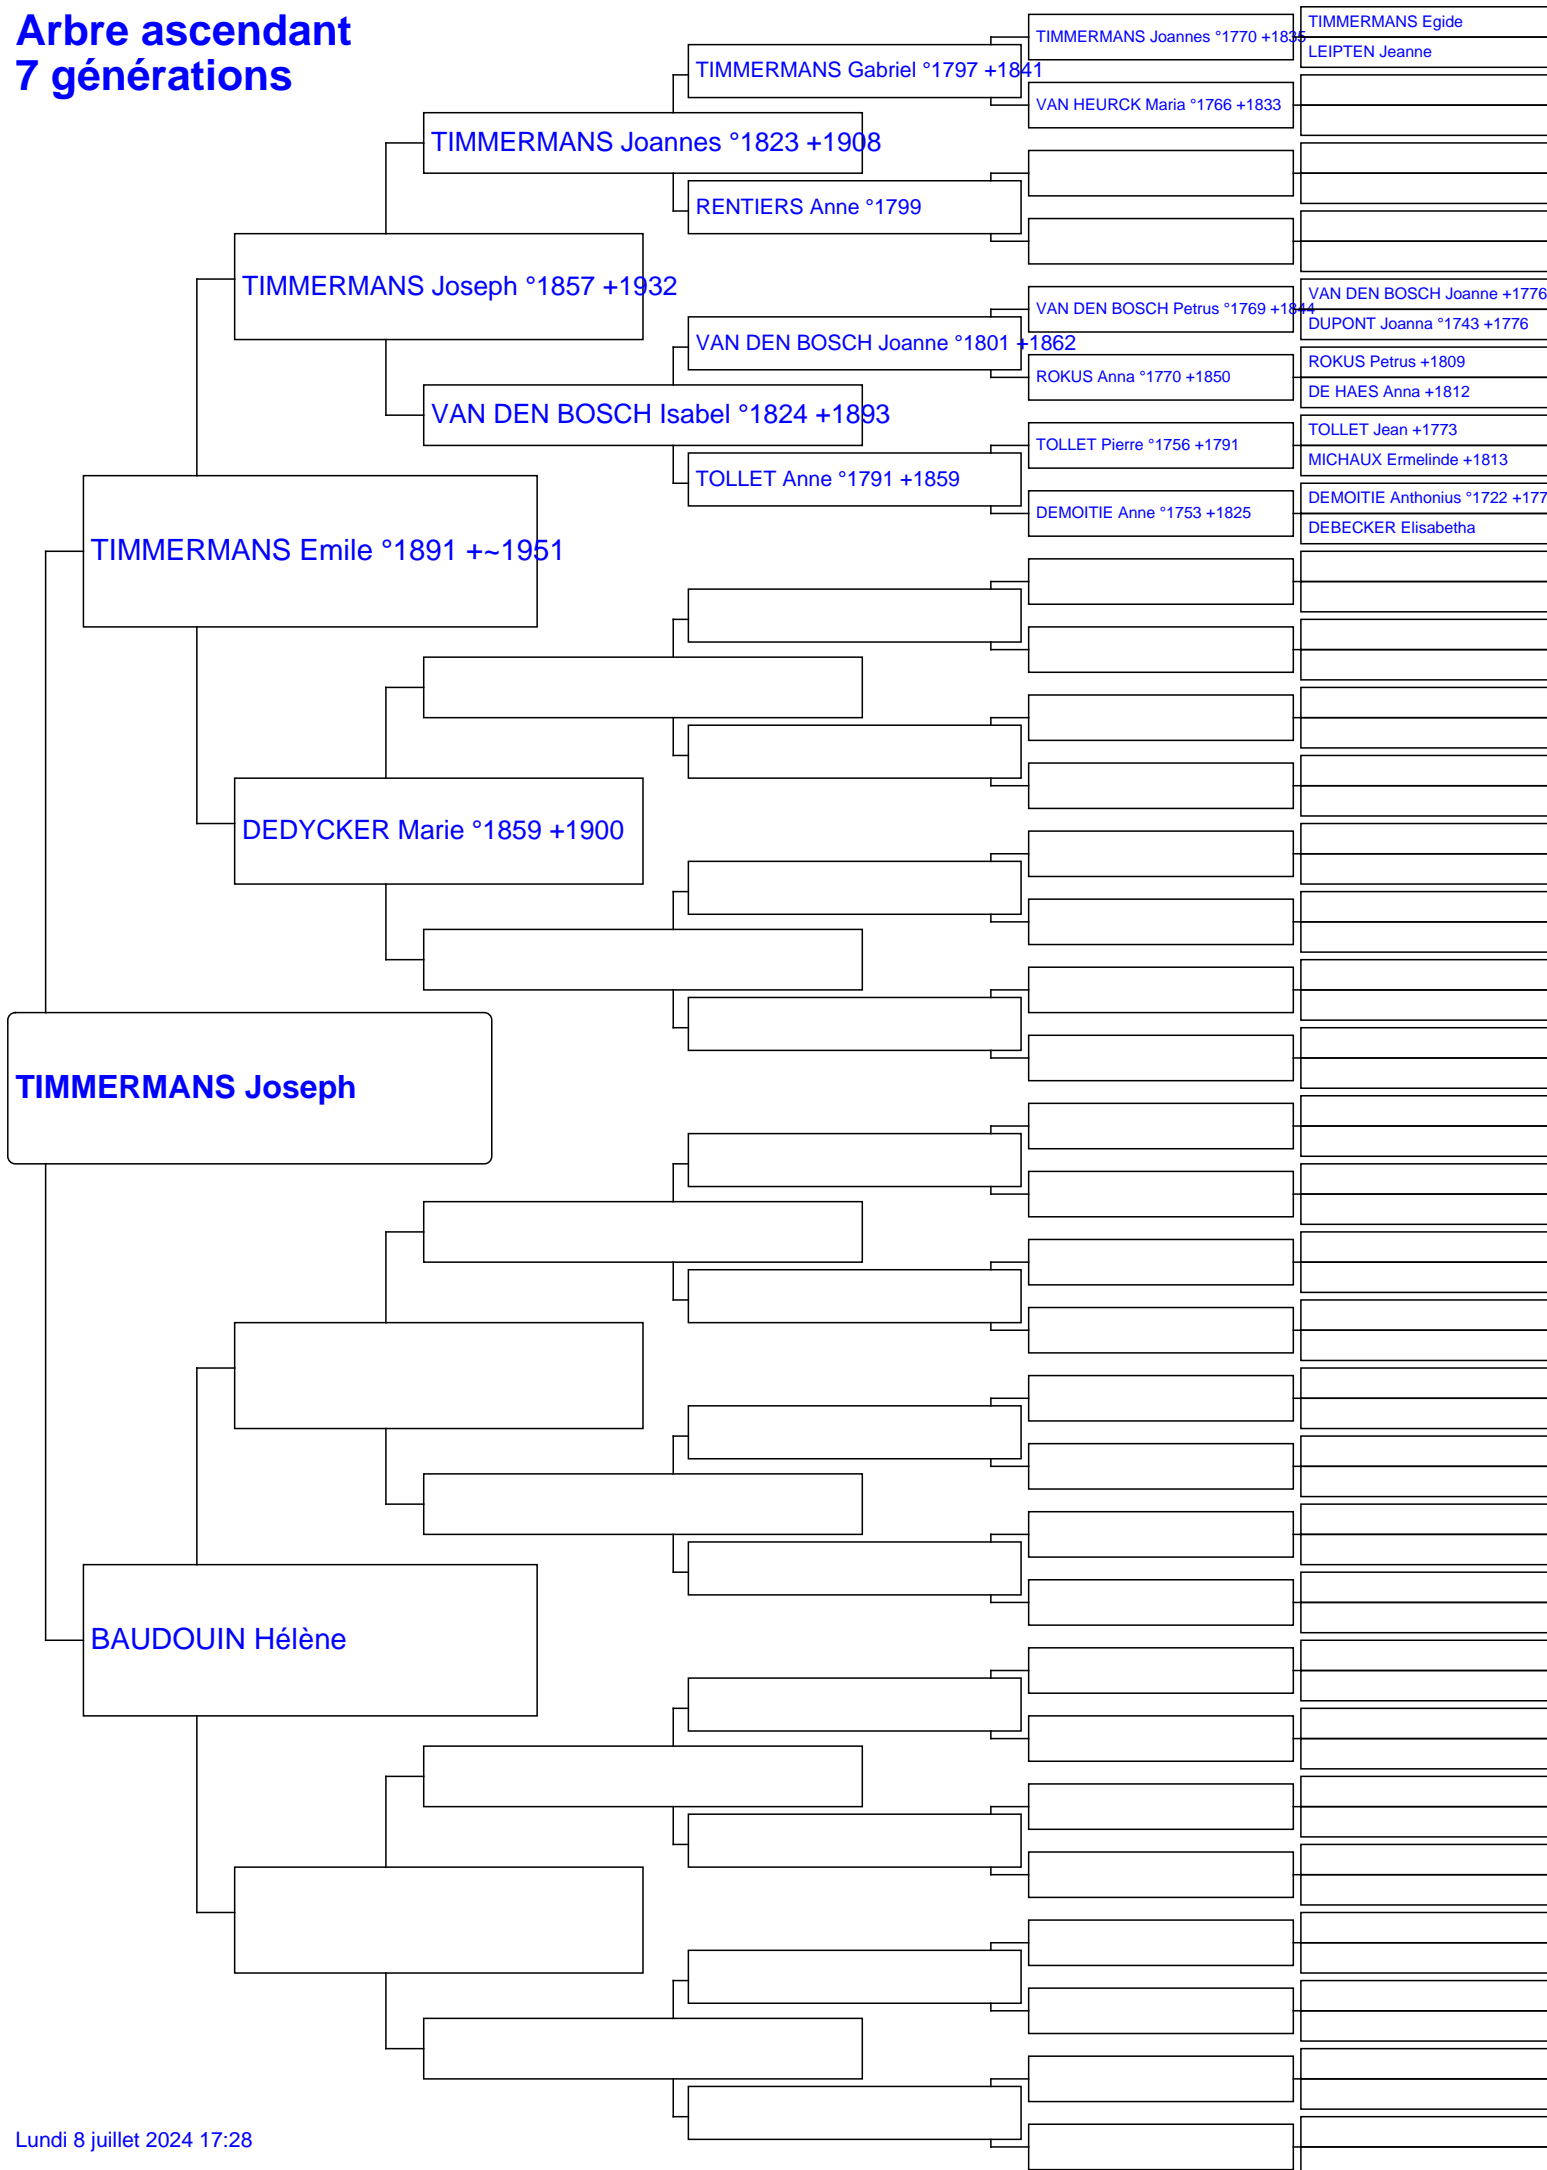 Arbre ascendant
7 générations
TIMMERMANS Joseph
TIMMERMANS Emile °1891 +~1951
BAUDOUIN Hélène
TIMMERMANS Joseph °1857 +1932
DEDYCKER Marie °1859 +1900
TIMMERMANS Joannes °1823 +1908
VAN DEN BOSCH Isabel °1824 +1893
TIMMERMANS Gabriel °1797 +1841
RENTIERS Anne °1799
VAN DEN BOSCH Joanne °1801 +1862
TOLLET Anne °1791 +1859
TIMMERMANS Joannes °1770 +1835
VAN HEURCK Maria °1766 +1833
VAN DEN BOSCH Petrus °1769 +1844
ROKUS Anna °1770 +1850
TOLLET Pierre °1756 +1791
DEMOITIE Anne °1753 +1825
TIMMERMANS Egide
LEIPTEN Jeanne
VAN DEN BOSCH Joanne +1776
DUPONT Joanna °1743 +1776
ROKUS Petrus +1809
DE HAES Anna +1812
TOLLET Jean +1773
MICHAUX Ermelinde +1813
DEMOITIE Anthonius °1722 +177
DEBECKER Elisabetha
Lundi 8 juillet 2024 17:28